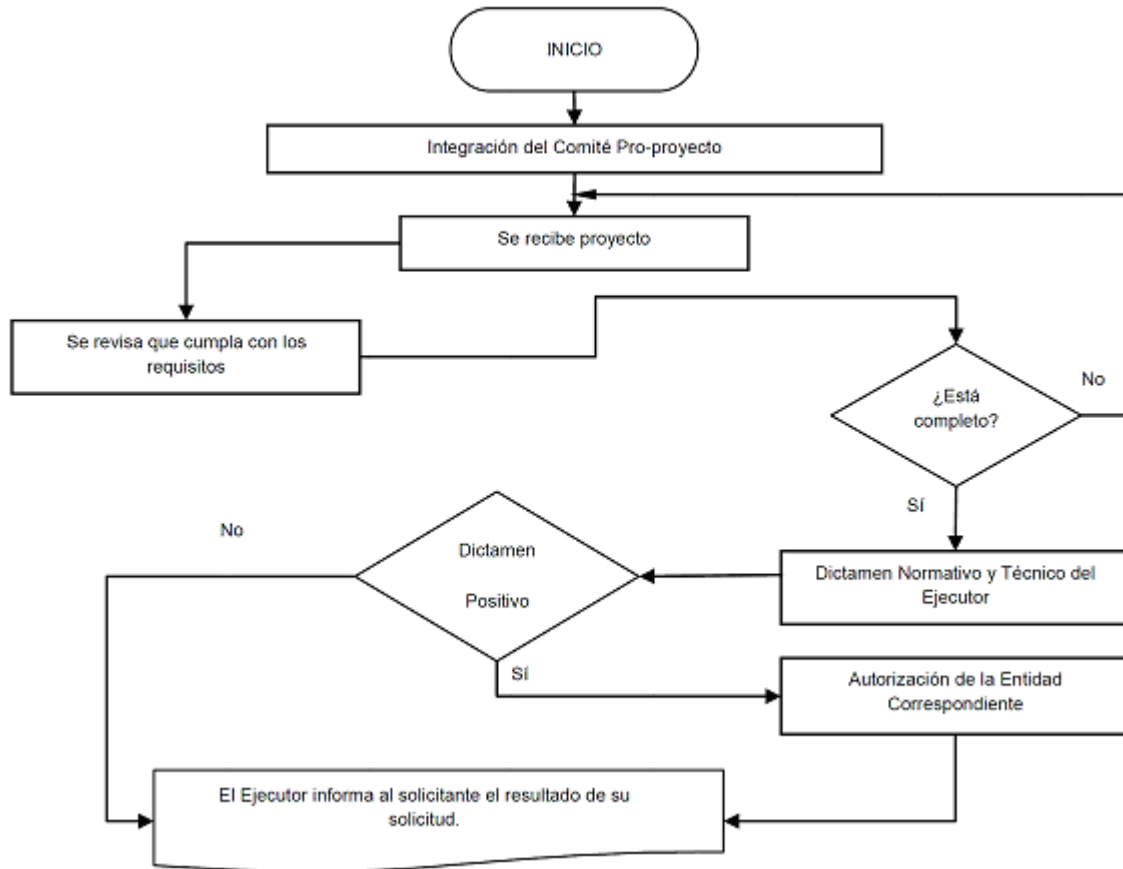 INICIO
Integración del Comité Pro-proyecto
Se recibe proyecto
Se revisa que cumpla con los
requisitos
¿Está
completo?
No
Sí
Dictamen Normativo y Técnico del
Ejecutor
Dictamen
Positivo
No
Sí
Autorización de la Entidad
Correspondiente
El Ejecutor informa al solicitante el resultado de su
solicitud.